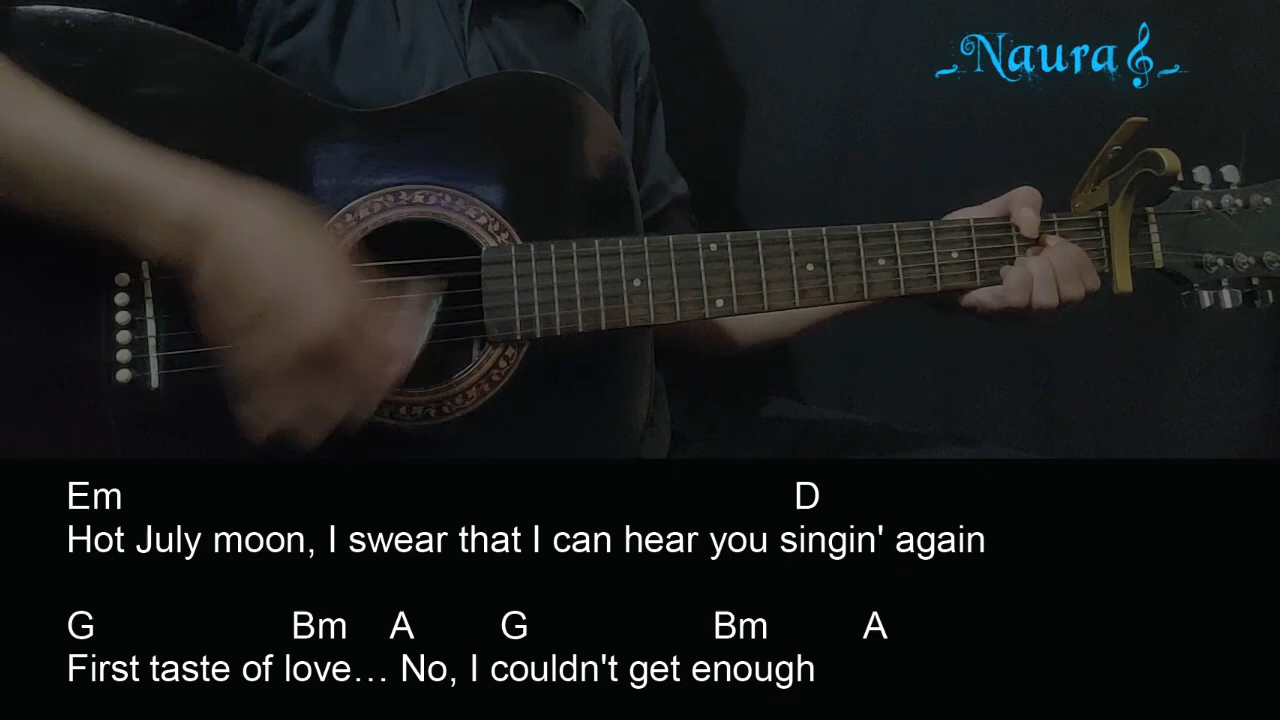 Naura
Em D
Hot July moon, I swear that I can hear you singin' again
G Bm A G Bm A
First taste of love… No, I couldn't get enough